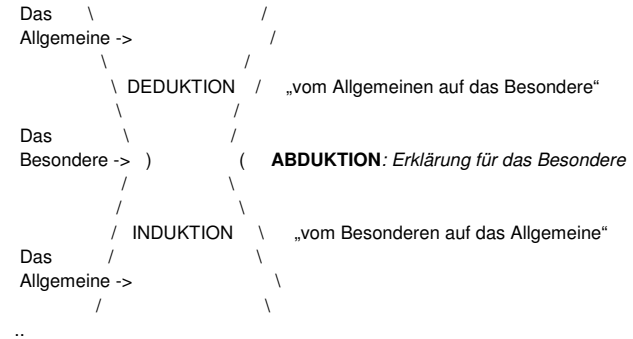 Das \ /
Allgemeine -> /
\ /
\ DEDUKTION / „vom Allgemeinen auf das Besondere“
\ /
Das \ /
Besondere -> ) ( ABDUKTION: Erklärung für das Besondere
/ \
/ \
/ INDUKTION \ „vom Besonderen auf das Allgemeine“
Das / \
Allgemeine -> \
/ \
..